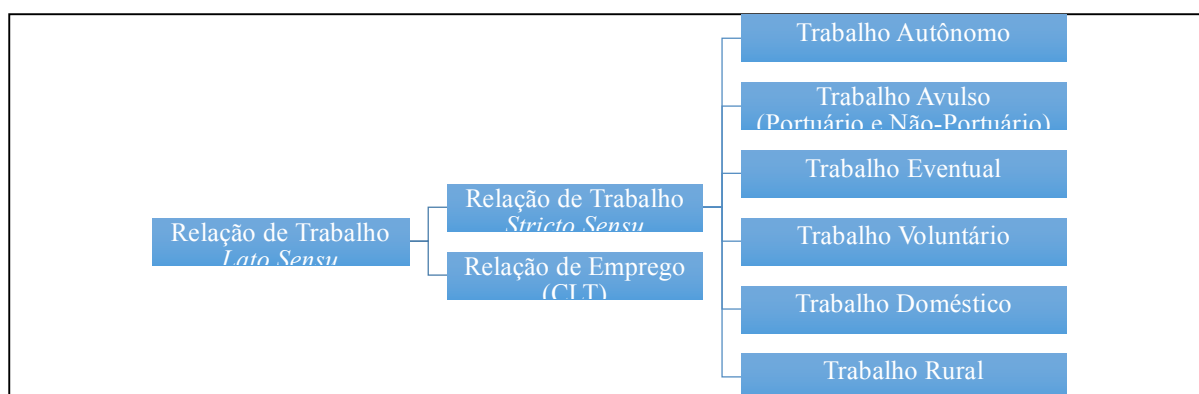 Trabalho Autônomo
Trabalho Avulso
(Portuário e Não-Portuário)
Trabalho Eventual
Relação de Trabalho
Stricto Sensu
Relação de Trabalho
Lato Sensu
Trabalho Voluntário
Relação de Emprego
(CLT)
Trabalho Doméstico
Trabalho Rural